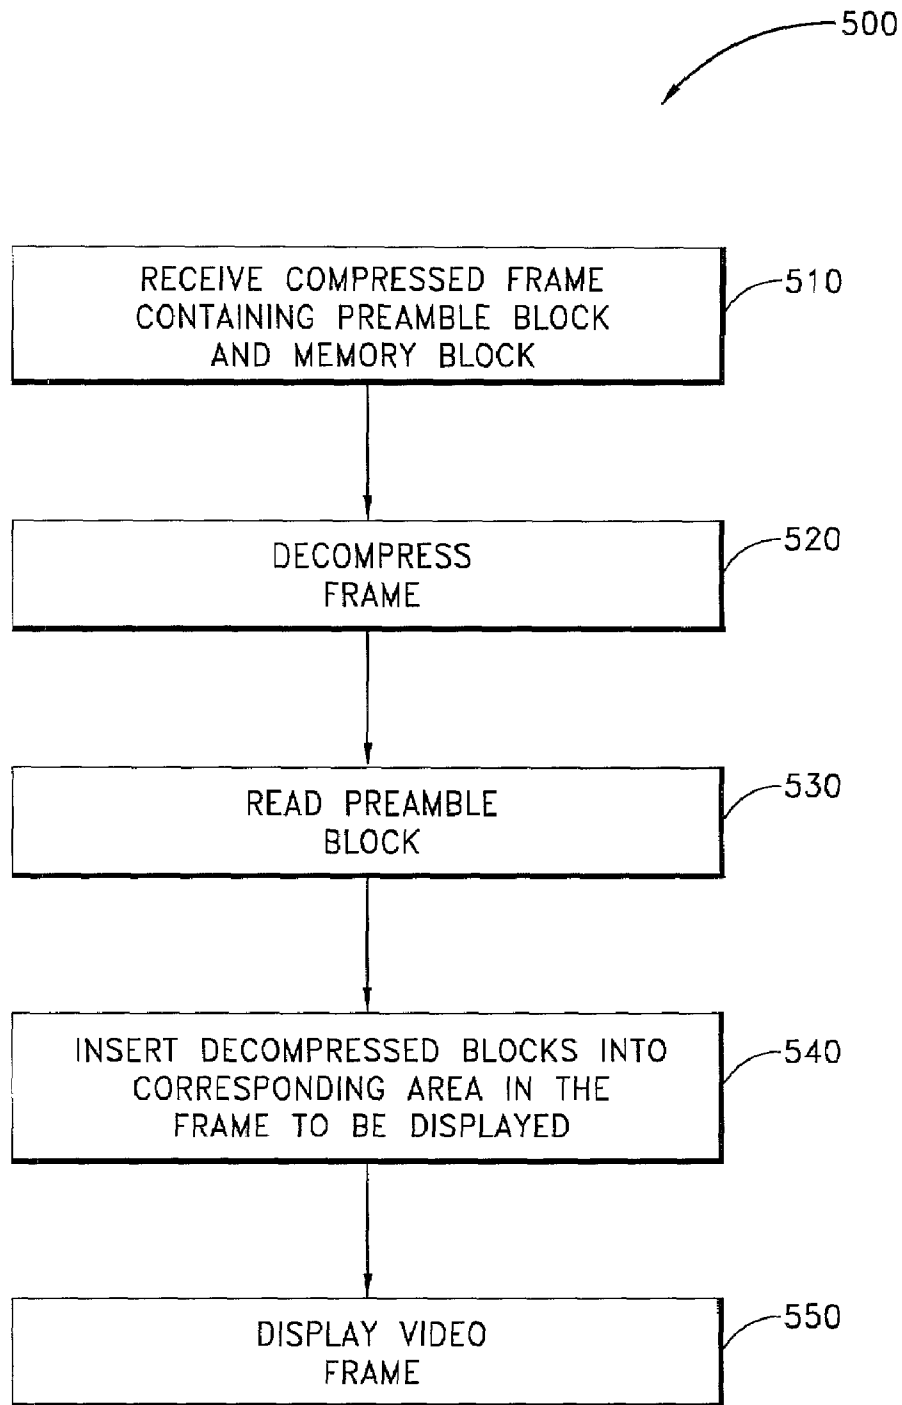 500
RECEIVE COMPRESSED FRAME
CONTAINING PREAMBLE BLOCK
AND MEMORY BLOCK
510
DECOMPRESS
FRAME
520
READ PREAMBLE
BLOCK
530
INSERT DECOMPRESSED BLOCKS INTO
CORRESPONDING AREA IN THE
FRAME TO BE DISPLAYED
540
DISPLAY VIDEO
FRAME
550